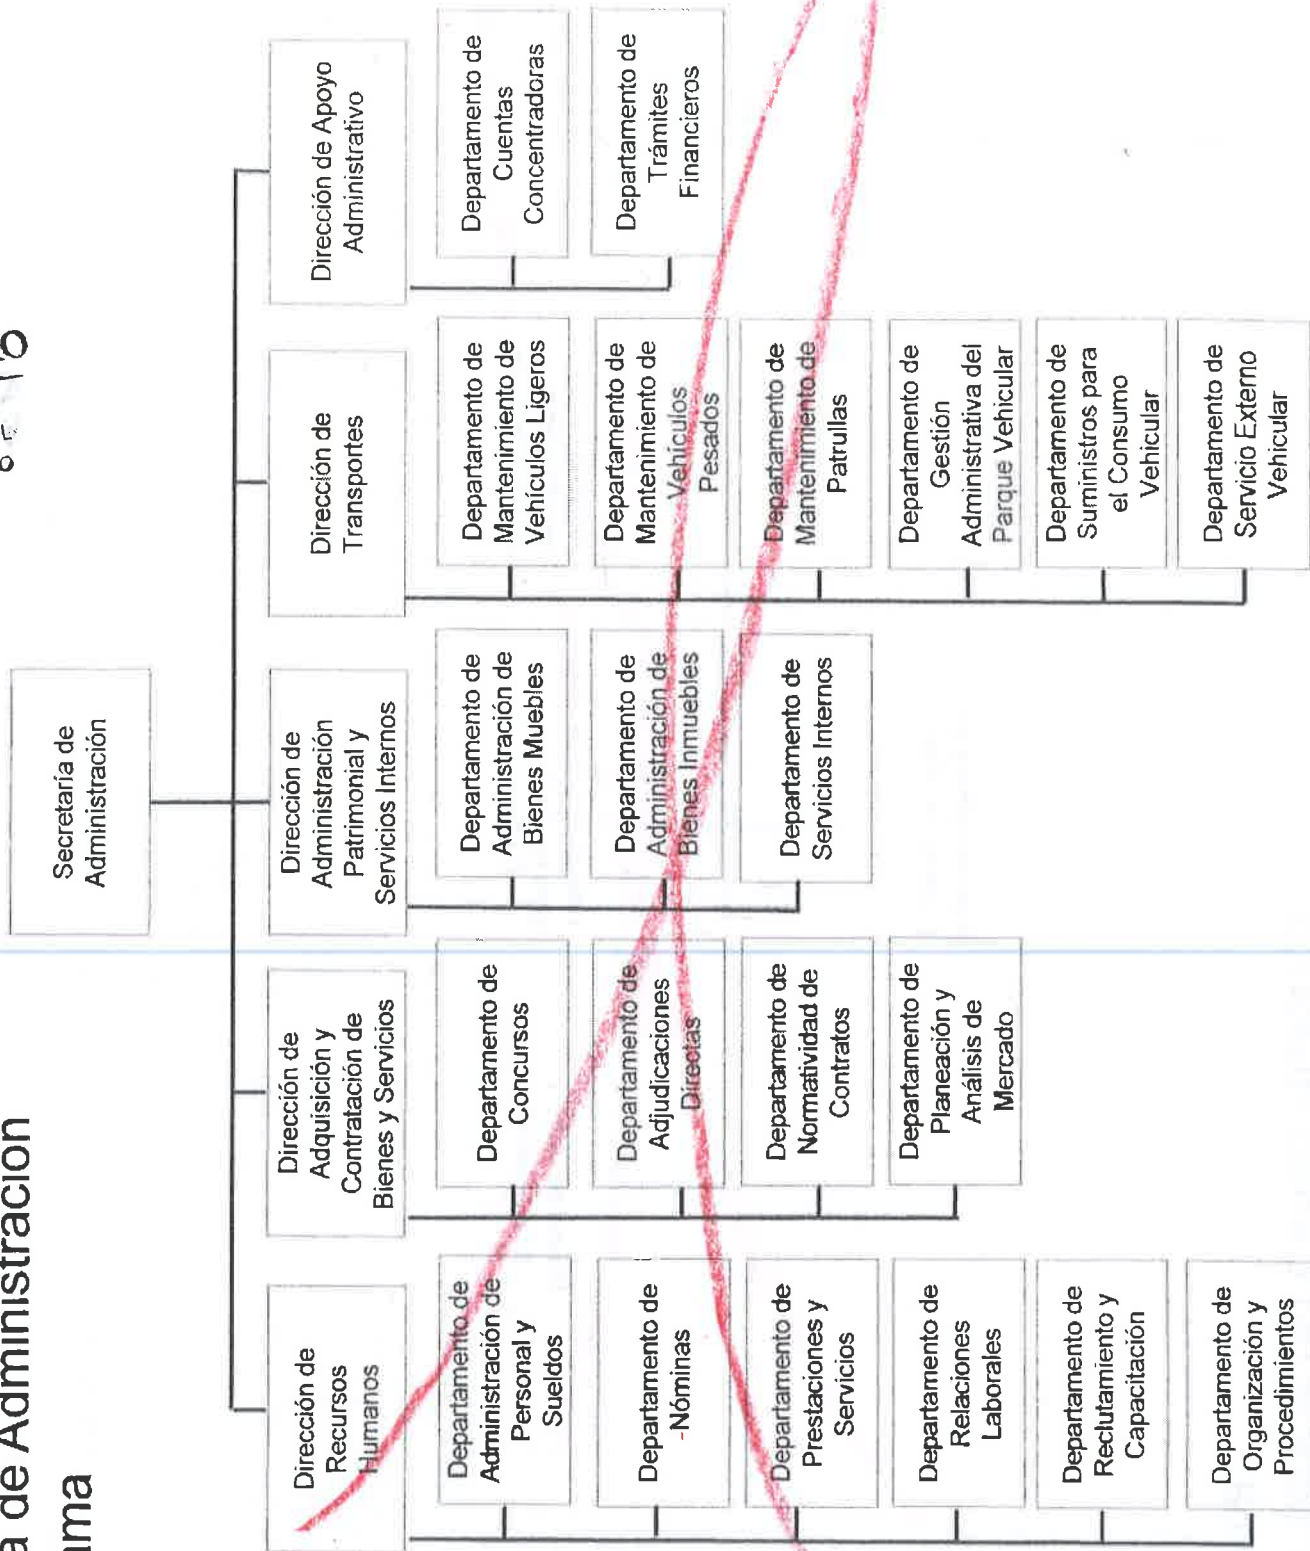 a de Administración
ama
Secretaría de
Administración
Dirección de
Recursos
Humanos
Departamento de
Administración de
Personal y
Sueldos
Departamento de
-Nóminas
Departamento de
Prestaciones y
Servicios
Departamento de
Relaciones
Laborales
Departamento de
Reclutamiento y
Capacitación
Departamento de
Organización y
Procedimientos
Dirección de
Adquisición y
Contratación de
Bienes y Servicios
Departamento de
Concursos
Departamento de
Adjudicaciones
Directas
Departamento de
Normatividad de
Contratos
Departamento de
Planeación y
Análisis de
Mercado
Dirección de
Administración
Patrimonial y
Servicios Internos
Departamento de
Administración de
Bienes Muebles
Departamento de
Administración de
Bienes Inmuebles
Departamento de
Servicios Internos
Dirección de
Transportes
Departamento de
Mantenimiento de
Vehículos Ligeros
Departamento de
Mantenimiento de
Vehículos
Pesados
Departamento de
Mantenimiento de
Patrullas
Departamento de
Gestión
Administrativa del
Parque Vehicular
Departamento de
Suministros para
el Consumo
Vehicular
Departamento de
Servicio Externo
Vehicular
Dirección de Apoyo
Administrativo
Departamento de
Cuentas
Concentradoras
Departamento de
Trámites
Financieros